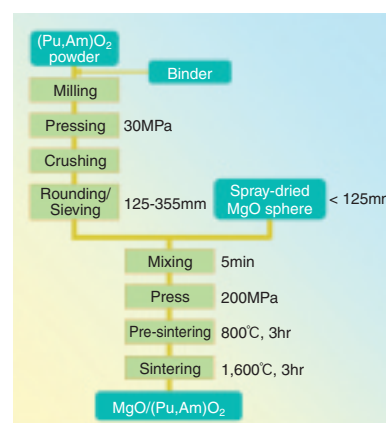 (Pu,Am)O₂
powder
Binder
Milling
Pressing 30MPa
Crushing
Rounding/
Sieving 125-355mm
Spray-dried
MgO sphere < 125m
Mixing 5min
Press 200MPa
Pre-sintering 800℃, 3hr
Sintering 1,600℃, 3hr
MgO/(Pu,Am)O₂